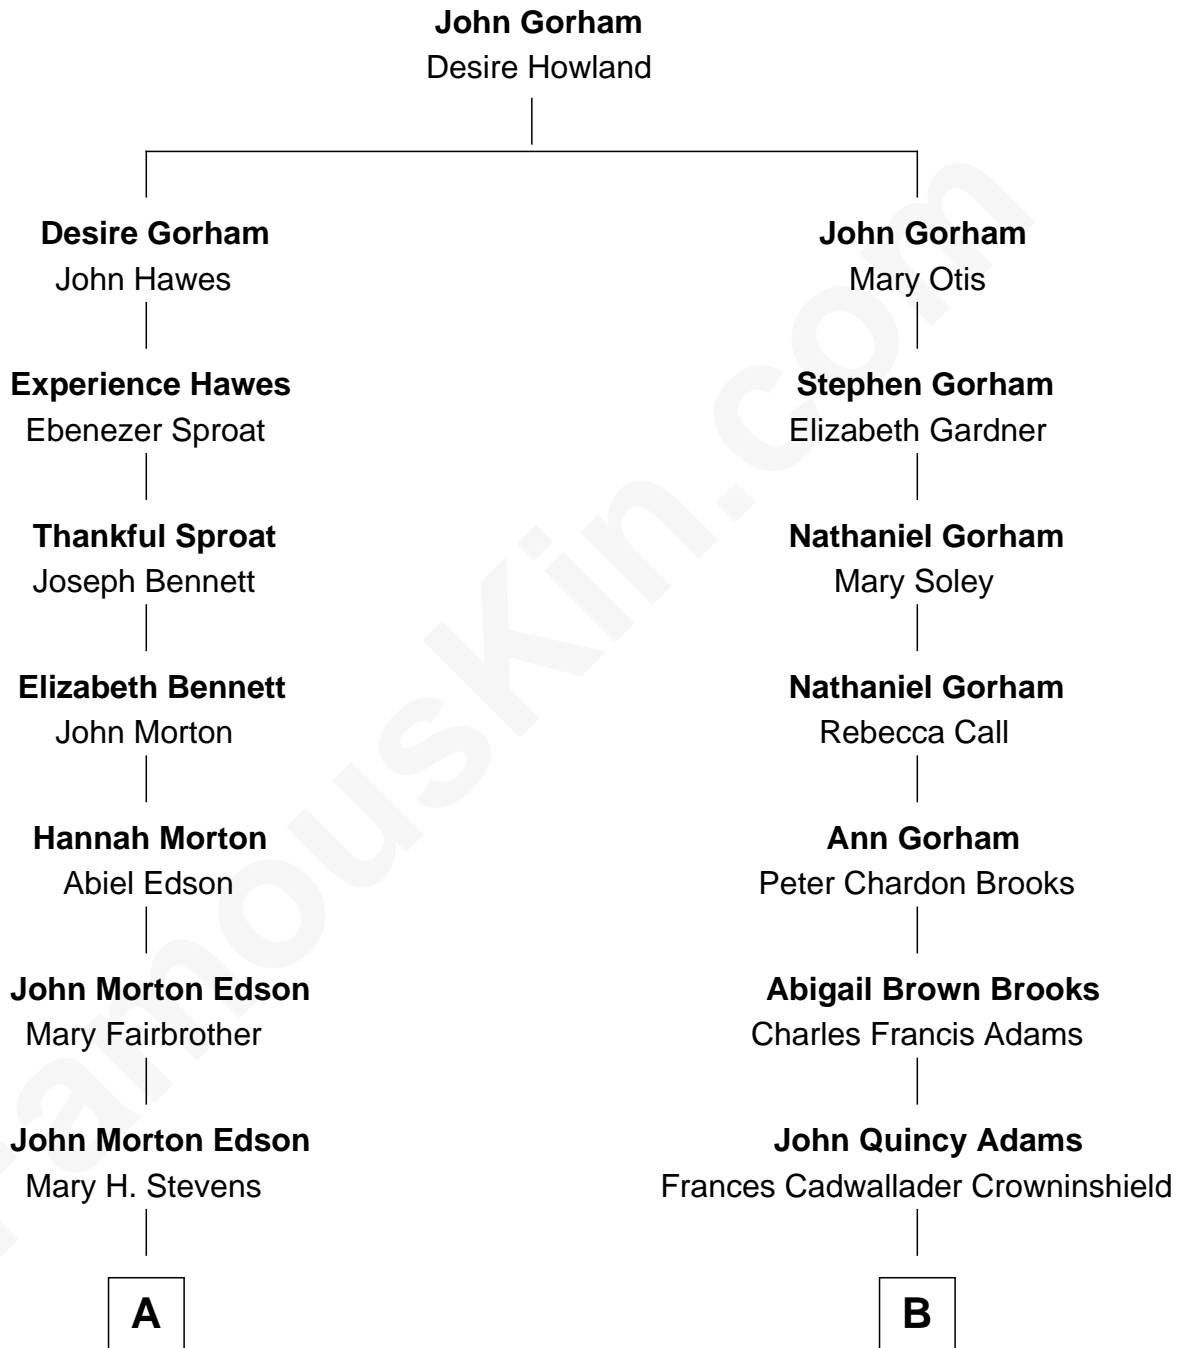 John Gorham
Desire Howland
Desire Gorham
John Hawes
Experience Hawes
Ebenezer Sproat
Thankful Sproat
Joseph Bennett
Elizabeth Bennett
John Morton
Hannah Morton
Abiel Edson
John Morton Edson
Mary Fairbrother
John Morton Edson
Mary H. Stevens
A
John Gorham
Mary Otis
Stephen Gorham
Elizabeth Gardner
Nathaniel Gorham
Mary Soley
Nathaniel Gorham
Rebecca Call
Ann Gorham
Peter Chardon Brooks
Abigail Brown Brooks
Charles Francis Adams
John Quincy Adams
Frances Cadwallader Crowninshield
B
FamousKin.com